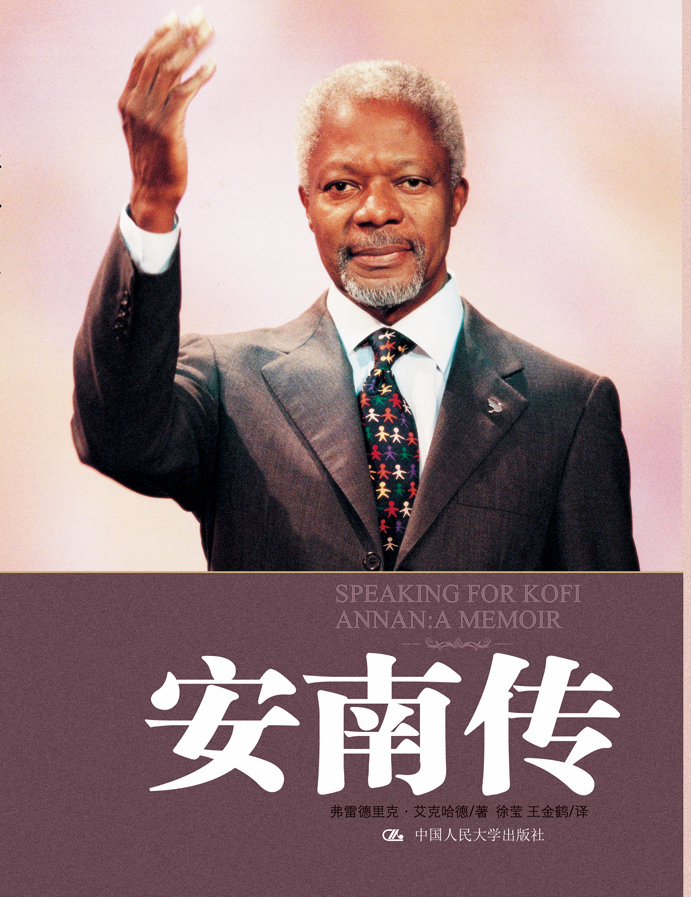 SPEAKING FOR KOFI
ANNAN:A MEMOIR
安南传
弗雷德里克·艾克哈德/著 徐莹 王金鹤/译
中国人民大学出版社